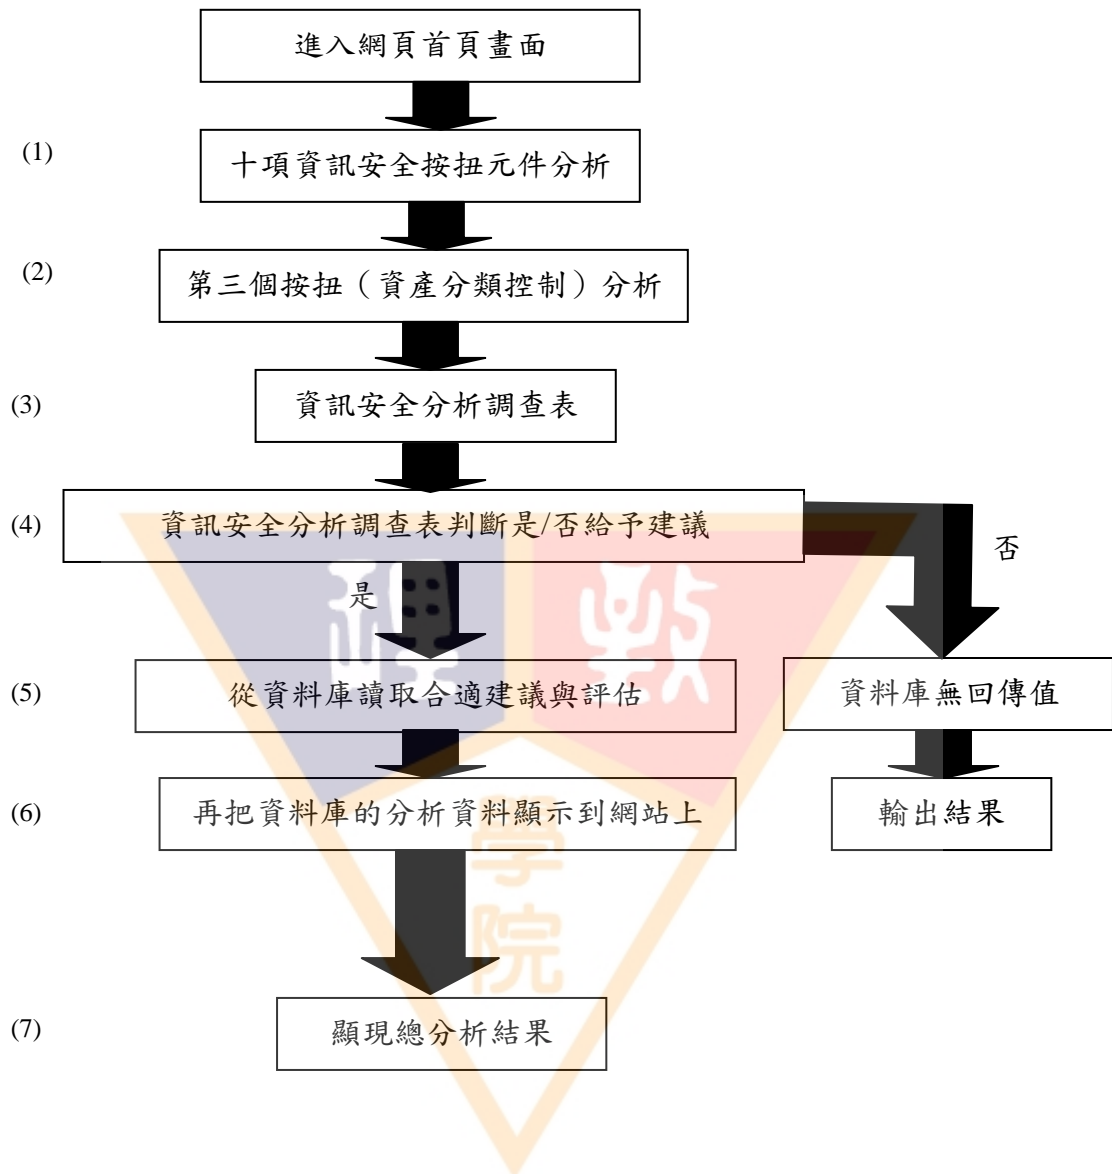 進入網頁首頁畫面
(1)
十項資訊安全按扭元件分析
(2)
第三個按扭（資產分類控制）分析
(3)
資訊安全分析調查表
(4)
資訊安全分析調查表判斷是/否給予建議
否
是
(5)
從資料庫讀取合適建議與評估
資料庫無回傳值
(6)
再把資料庫的分析資料顯示到網站上
輸出結果
(7)
顯現總分析結果
理
致
學
院